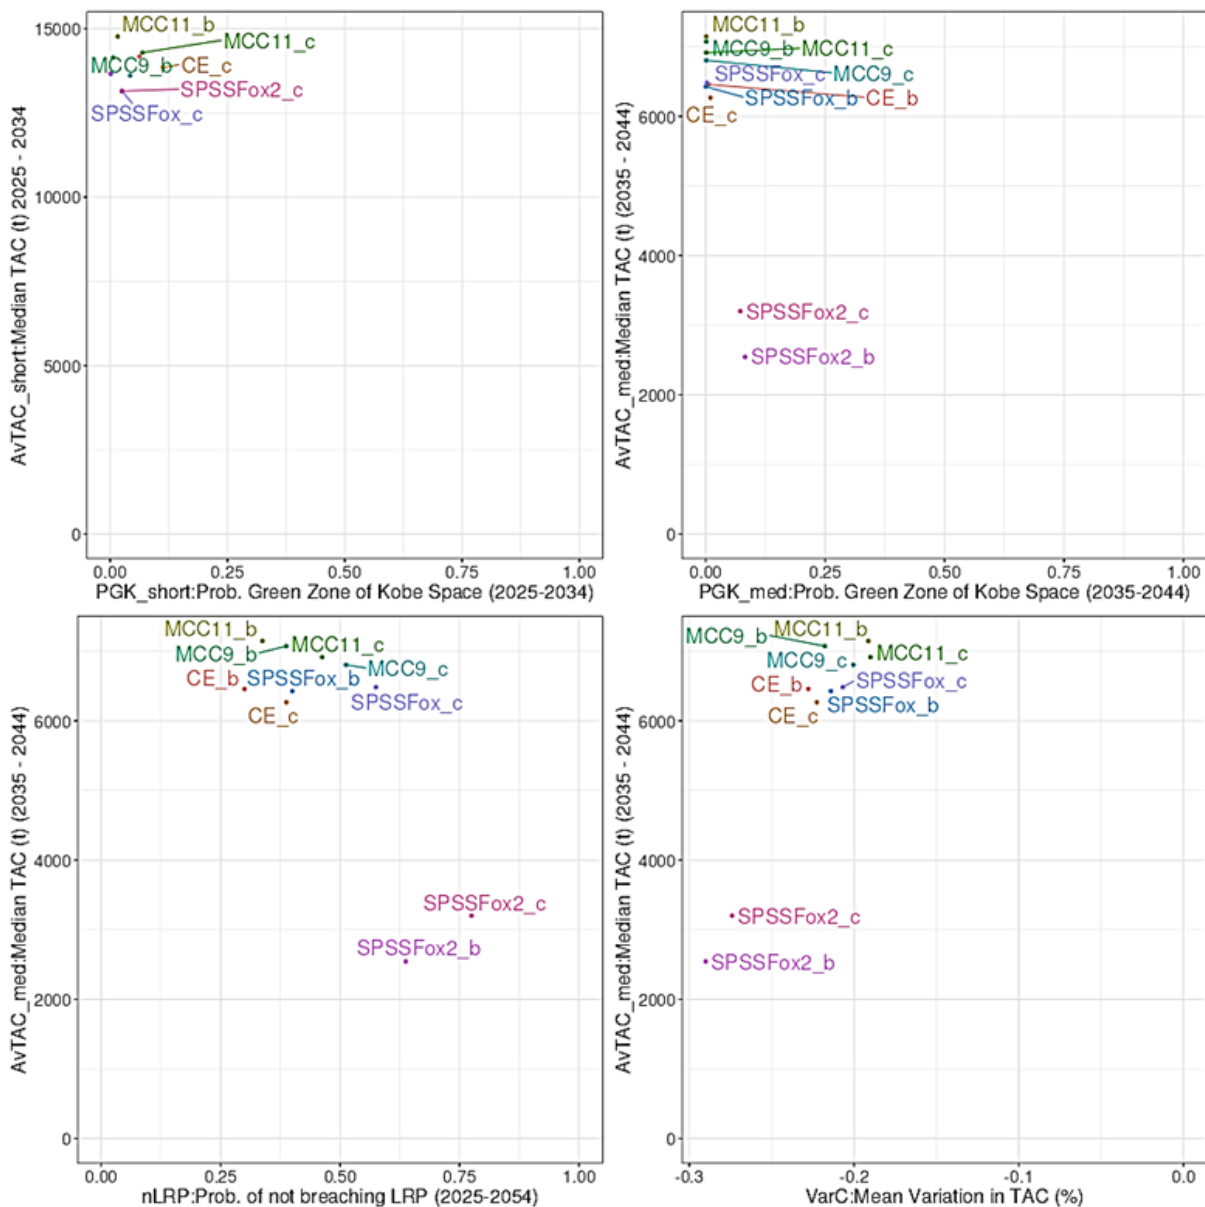 AvTAC_short:Median TAC (t) 2025 - 2034
15000
10000
5000
0
MCC11_b
MCC11_c
MCC9_b
CE_c
SPSSFox2_c
SPSSFox_c
0.00 0.25 0.50 0.75 1.00
PGK_short:Prob. Green Zone of Kobe Space (2025-2034)
AvTAC_med:Median TAC (t) (2035 - 2044)
6000
4000
2000
0
MCC11_b
MCC9_b
MCC11_c
SPSSFox_c
MCC9_c
SPSSFox_b
CE_b
CE_c
SPSSFox2_c
SPSSFox2_b
0.00 0.25 0.50 0.75 1.00
PGK_med:Prob. Green Zone of Kobe Space (2035-2044)
AvTAC_med:Median TAC (t) (2035 - 2044)
6000
4000
2000
0
MCC11_b
MCC9_b
MCC11_c
MCC9_c
CE_b
SPSSFox_b
SPSSFox_c
CE_c
SPSSFox2_c
SPSSFox2_b
0.00 0.25 0.50 0.75 1.00
nLRP:Prob. of not breaching LRP (2025-2054)
AvTAC_med:Median TAC (t) (2035 - 2044)
6000
4000
2000
0
MCC11_b
MCC9_b
MCC11_c
MCC9_c
SPSSFox_c
CE_b
SPSSFox_b
CE_c
SPSSFox2_c
SPSSFox2_b
-0.3 -0.2 -0.1 0.0
VarC:Mean Variation in TAC (%)